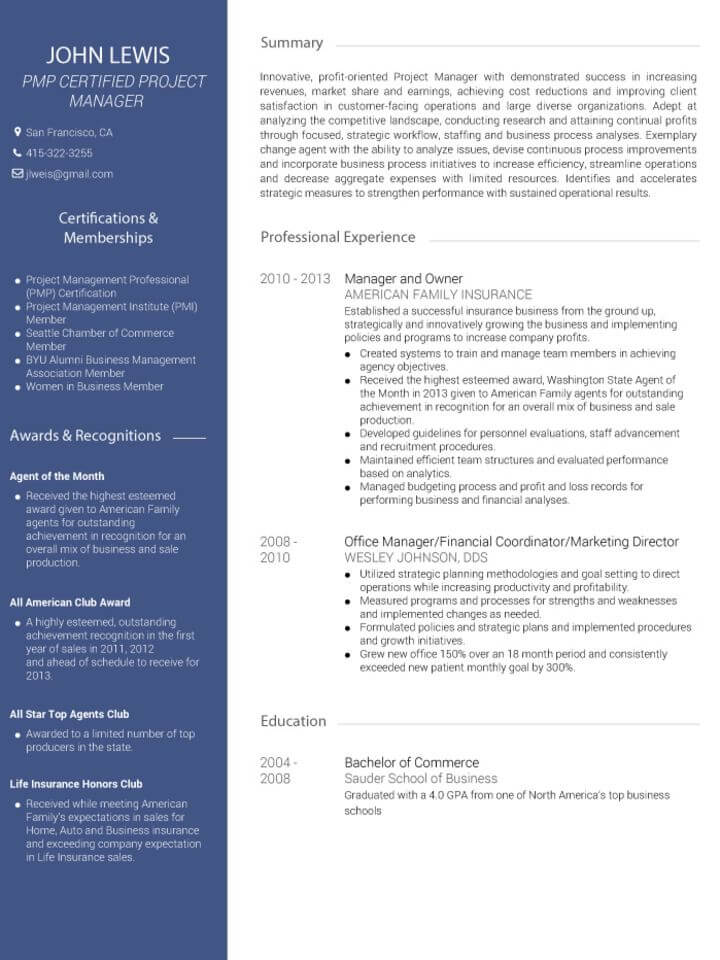 JOHN LEWIS
PMP CERTIFIED PROJECT
MANAGER
San Francisco, CA
415-322-3255
jlweis@gmail.com
Certifications &
Memberships
Project Management Professional
(PMP) Certification
Project Management Institute (PMI)
Member
Seattle Chamber of Commerce
Member
BYU Alumni Business Management
Association Member
Women in Business Member
Awards & Recognitions
Agent of the Month
Received the highest esteemed
award given to American Family
agents for outstanding
achievement in recognition for an
overall mix of business and sale
production.
All American Club Award
A highly esteemed, outstanding
achievement recognition in the first
year of sales in 2011, 2012
and ahead of schedule to receive for
2013.
All Star Top Agents Club
Awarded to a limited number of top
producers in the state.
Life Insurance Honors Club
Received while meeting American
Family's expectations in sales for
Home, Auto and Business insurance
and exceeding company expectation
in Life Insurance sales.
Summary
Innovative, profit-oriented Project Manager with demonstrated success in increasing
revenues, market share and earnings, achieving cost reductions and improving client
satisfaction in customer-facing operations and large diverse organizations. Adept at
analyzing the competitive landscape, conducting research and attaining continual profits
through focused, strategic workflow, staffing and business process analyses. Exemplary
change agent with the ability to analyze issues, devise continuous process improvements
and incorporate business process initiatives to increase efficiency, streamline operations
and decrease aggregate expenses with limited resources. Identifies and accelerates
strategic measures to strengthen performance with sustained operational results.
Professional Experience
2010 - 2013 Manager and Owner
AMERICAN FAMILY INSURANCE
Established a successful insurance business from the ground up,
strategically and innovatively growing the business and implementing
policies and programs to increase company profits.
Created systems to train and manage team members in achieving
agency objectives.
Received the highest esteemed award, Washington State Agent of
the Month in 2013 given to American Family agents for outstanding
achievement in recognition for an overall mix of business and sale
production.
Developed guidelines for personnel evaluations, staff advancement
and recruitment procedures.
Maintained efficient team structures and evaluated performance
based on analytics.
Managed budgeting process and profit and loss records for
performing business and financial analyses.
2008 - Office Manager/Financial Coordinator/Marketing Director
2010 WESLEY JOHNSON, DDS
Utilized strategic planning methodologies and goal setting to direct
operations while increasing productivity and profitability.
Measured programs and processes for strengths and weaknesses
and implemented changes as needed.
Formulated policies and strategic plans and implemented procedures
and growth initiatives.
Grew new office 150% over an 18 month period and consistently
exceeded new patient monthly goal by 300%.
Education
2004 - Bachelor of Commerce
2008 Sauder School of Business
Graduated with a 4.0 GPA from one of North America's top business
schools